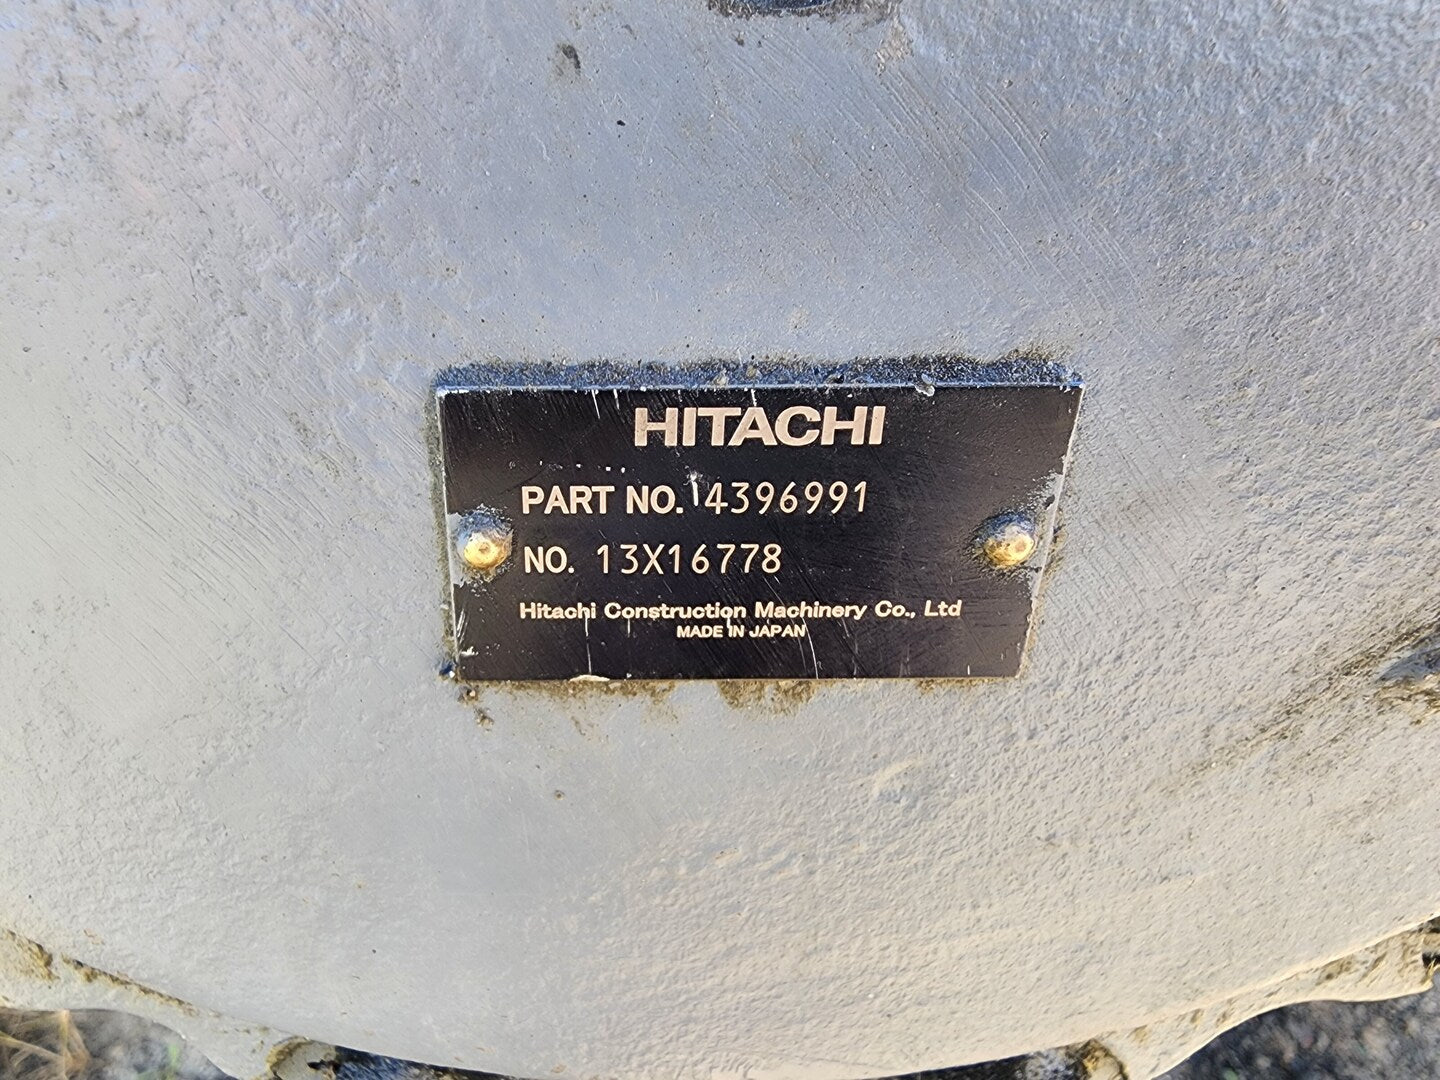 HITACHI
PART NO. 4396991
NO. 13X16778
Hitachi Construction Machinery Co., Ltd
MADE IN JAPAN